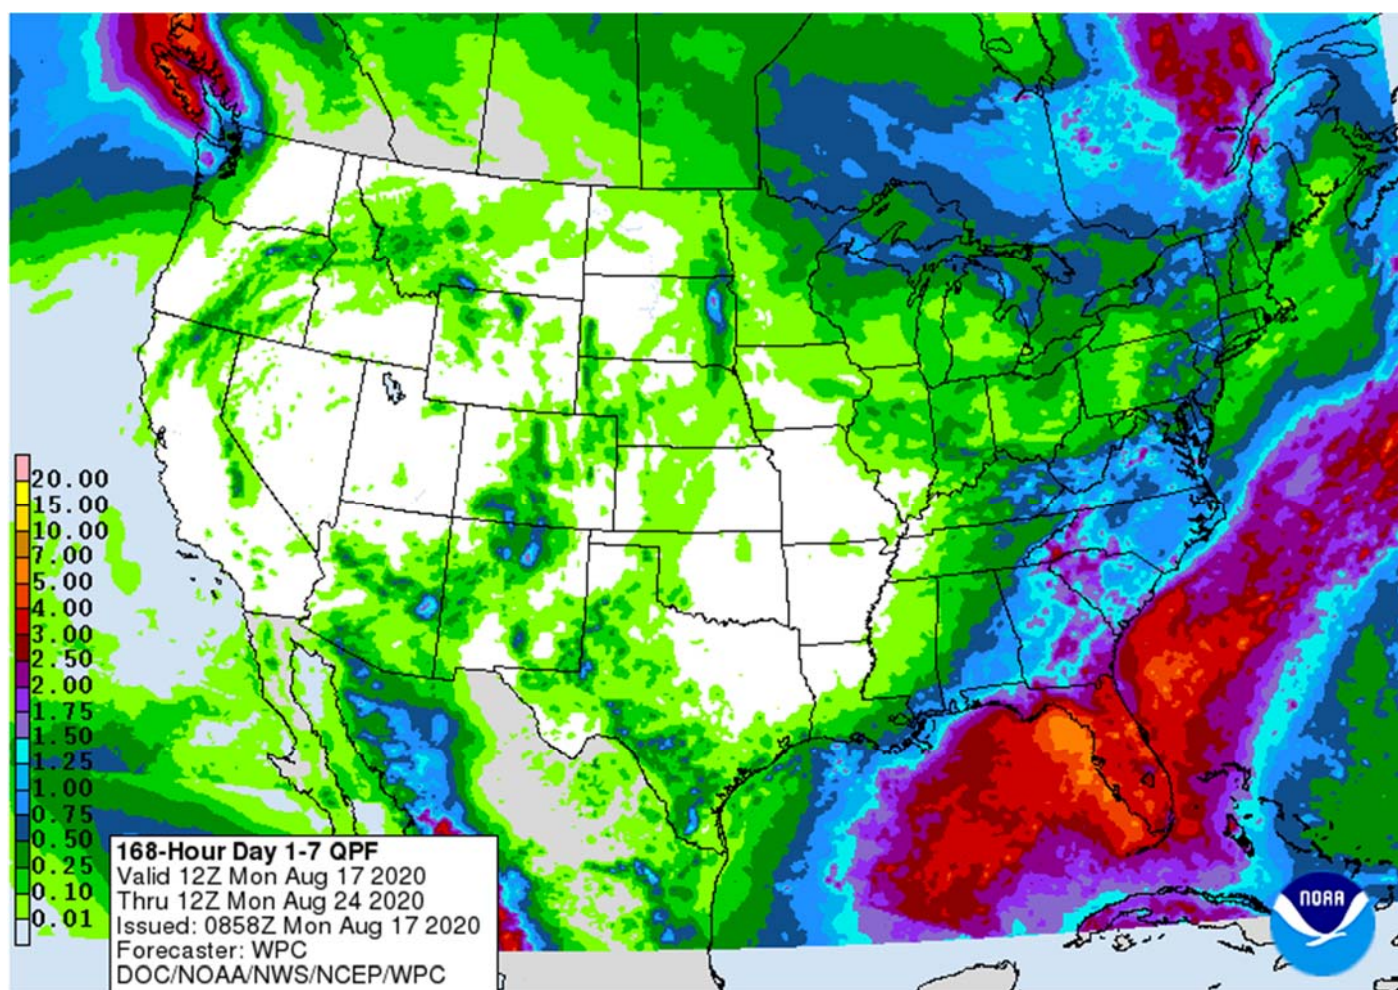 20.00
15.00
10.00
7.00
5.00
4.00
3.00
2.50
2.00
1.75
1.50
1.25
1.00
0.75
0.50
0.25
0.10
0.01
168-Hour Day 1-7 QPF
Valid 12Z Mon Aug 17 2020
Thru 12Z Mon Aug 24 2020
Issued: 0858Z Mon Aug 17 2020
Forecaster: WPC
DOC/NOAA/NWS/NCEP/WPC
NOAA